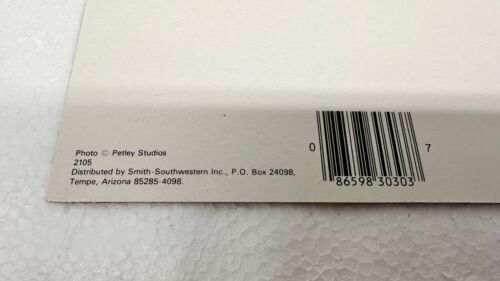 Photo © Petley Studios
2105
Distributed by Smith-Southwestern Inc., P.O. Box 24098,
Tempe, Arizona 85285-4098.
0 86598 30303 7